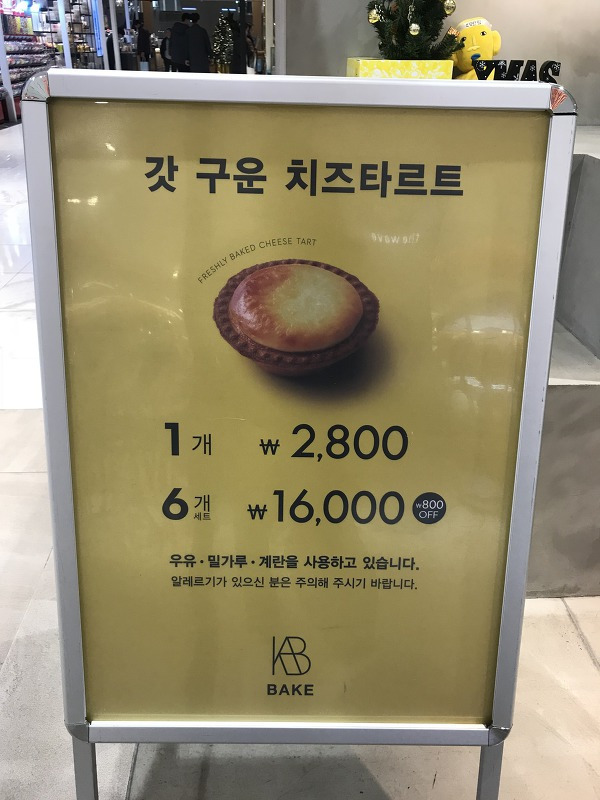 XMAS
갓 구운 치즈타르트
FRESHLY BAKED CHEESE TART
1 개 ₩ 2,800
6 개 세트 ₩ 16,000 ₩800 OFF
우유·밀가루·계란을 사용하고 있습니다.
알레르기가 있으신 분은 주의해 주시기 바랍니다.
BAKE